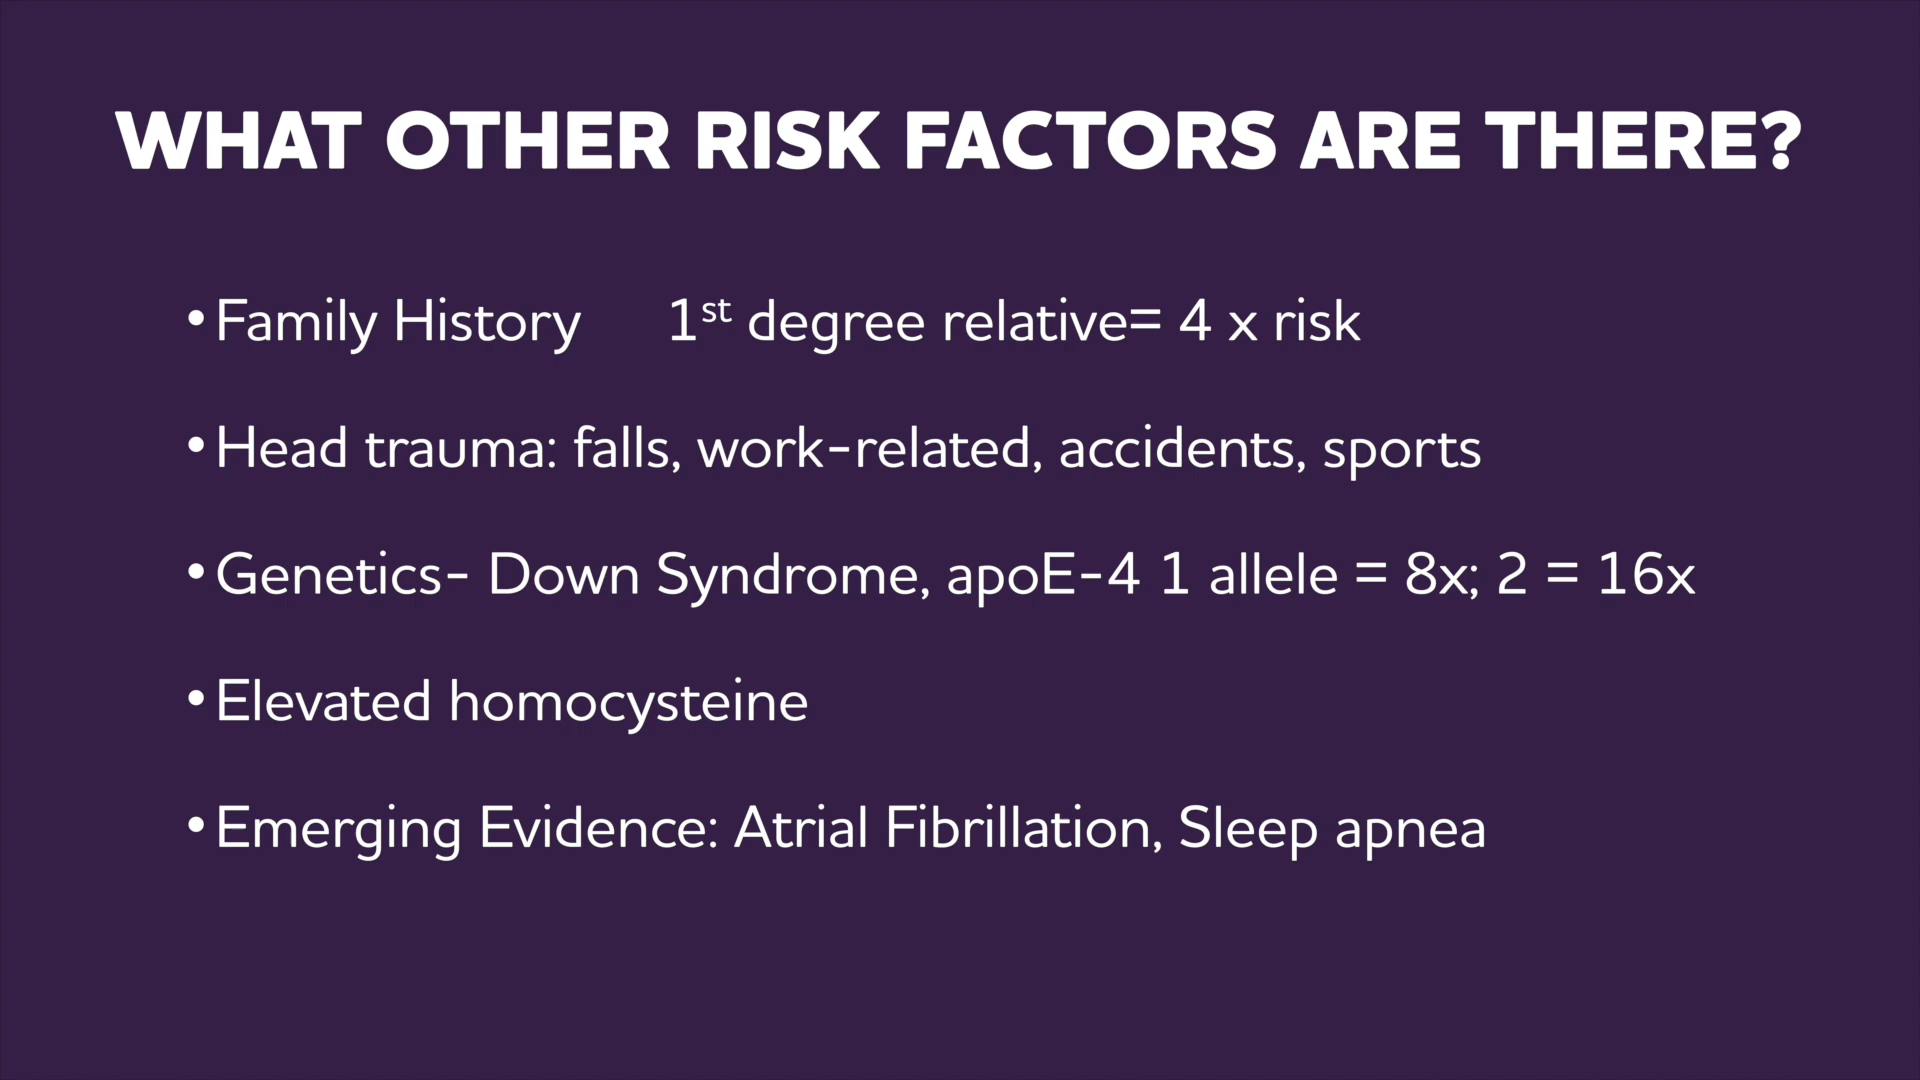 WHAT OTHER RISK FACTORS ARE THERE?
• Family History 1st degree relative= 4 x risk
• Head trauma: falls, work-related, accidents, sports
• Genetics- Down Syndrome, apoE-4 1 allele = 8x; 2 = 16x
• Elevated homocysteine
• Emerging Evidence: Atrial Fibrillation, Sleep apnea